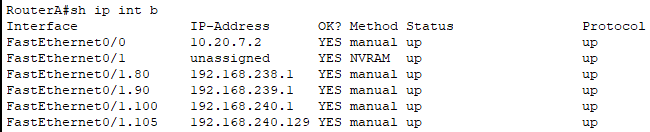 RouterA#sh ip int b
Interface IP-Address OK? Method Status Protocol
FastEthernet0/0 10.20.7.2 YES manual up up
FastEthernet0/1 unassigned YES NVRAM up up
FastEthernet0/1.80 192.168.238.1 YES manual up up
FastEthernet0/1.90 192.168.239.1 YES manual up up
FastEthernet0/1.100 192.168.240.1 YES manual up up
FastEthernet0/1.105 192.168.240.129 YES manual up up